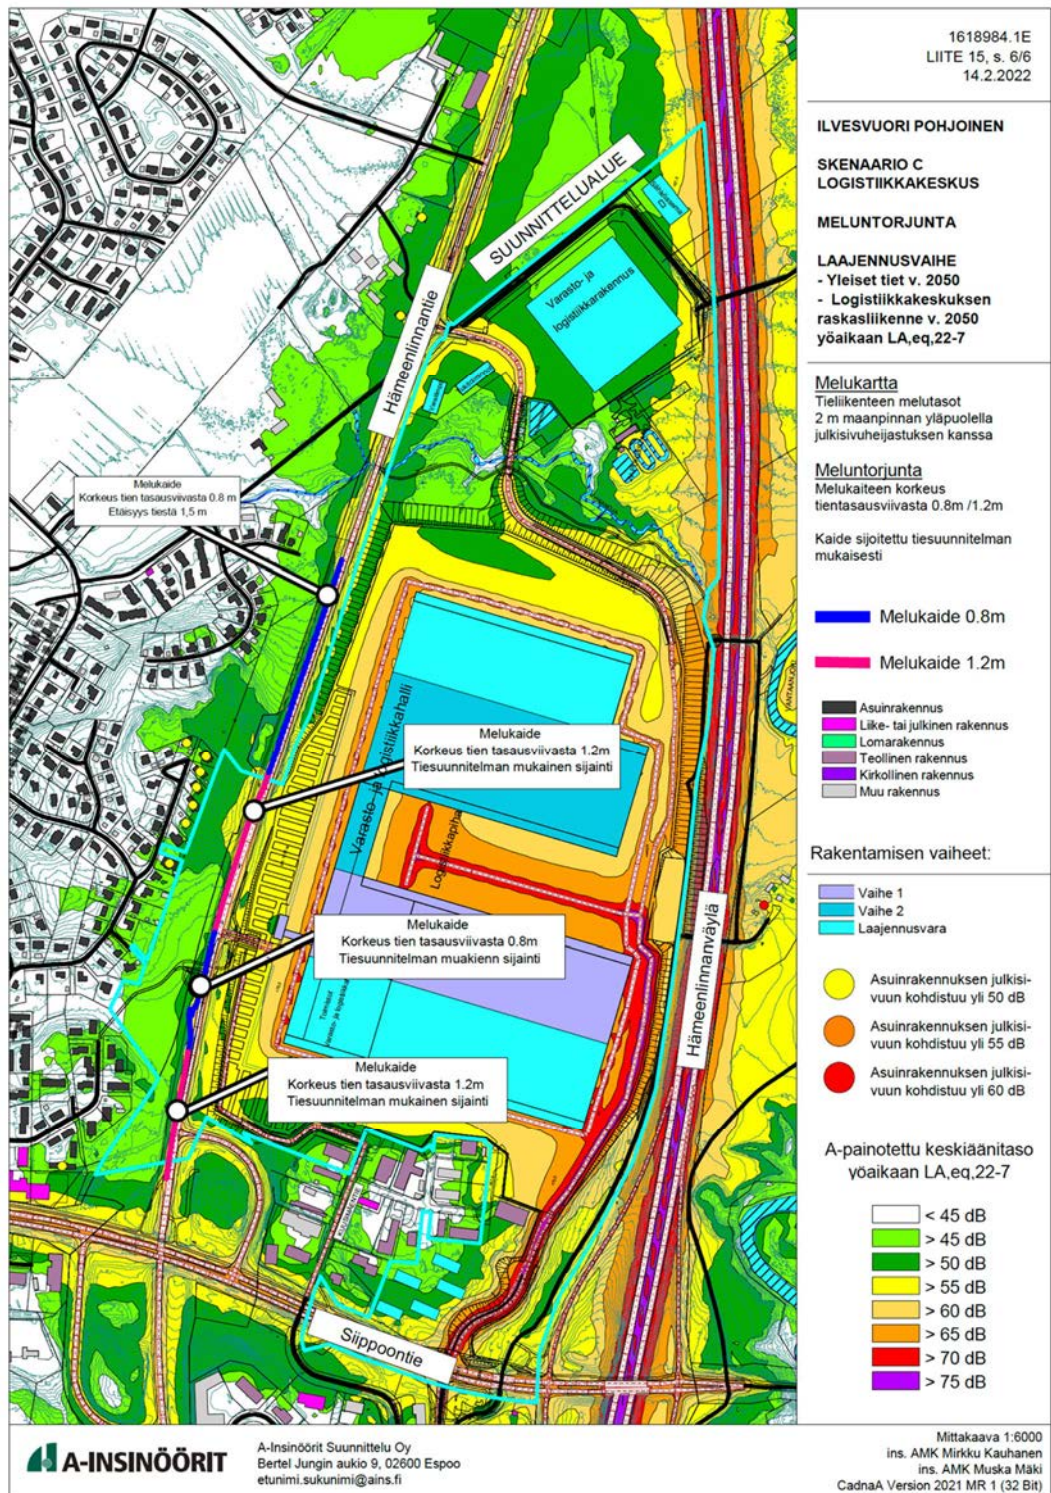 1618984.1E
LIITE 15, s. 6/6
14.2.2022
ILVESVUORI POHJOINEN
SKENAARIO C
LOGISTIIKKAKESKUS
MELUNTORJUNTA
LAAJENNUSVAIHE
- Yleiset tiet v. 2050
- Logistiikkakeskuksen
raskasliikenne v. 2050
yöaikaan LA,eq,22-7
Melukartta
Tieliikenteen melutasot
2 m maanpinnan yläpuolella
julkisivuheijastuksen kanssa
Meluntorjunta
Melukaiteen korkeus
tientasausviivasta 0.8m /1.2m
Kaide sijoitettu tiesuunnitelman
mukaisesti
Melukaide 0.8m
Melukaide 1.2m
Asuinrakennus
Liike- tai julkinen rakennus
Lomarakennus
Teollinen rakennus
Kirkollinen rakennus
Muu rakennus
Rakentamisen vaiheet:
Vaihe 1
Vaihe 2
Laajennusvara
Asuinrakennuksen julkisi-
vuun kohdistuu yli 50 dB
Asuinrakennuksen julkisi-
vuun kohdistuu yli 55 dB
Asuinrakennuksen julkisi-
vuun kohdistuu yli 60 dB
A-painotettu keskiäänitaso
yöaikaan LA,eq,22-7
< 45 dB
> 45 dB
> 50 dB
> 55 dB
> 60 dB
> 65 dB
> 70 dB
> 75 dB
SUUNNITTELUALUE
Hämeenlinnantie
Varasto- ja
logistiikkarakennus
Melukaide
Korkeus tien tasausviivasta 0.8 m
Etäisyys tiestä 1,5 m
VANTAANJOKI
Varasto- ja logistiikkahalli
Melukaide
Korkeus tien tasausviivasta 1.2m
Tiesuunnitelman mukainen sijainti
Logistiikkapiha
Melukaide
Korkeus tien tasausviivasta 0.8m
Tiesuunnitelman muakienn sijainti
Toimistot
Hämeenlinnanväylä
Melukaide
Korkeus tien tasausviivasta 1.2m
Tiesuunnitelman mukainen sijainti
Siippoontie
A-INSINÖÖRIT
A-Insinöörit Suunnittelu Oy
Bertel Jungin aukio 9, 02600 Espoo
etunimi.sukunimi@ains.fi
Mittakaava 1:6000
ins. AMK Mirkku Kauhanen
ins. AMK Muska Mäki
CadnaA Version 2021 MR 1 (32 Bit)